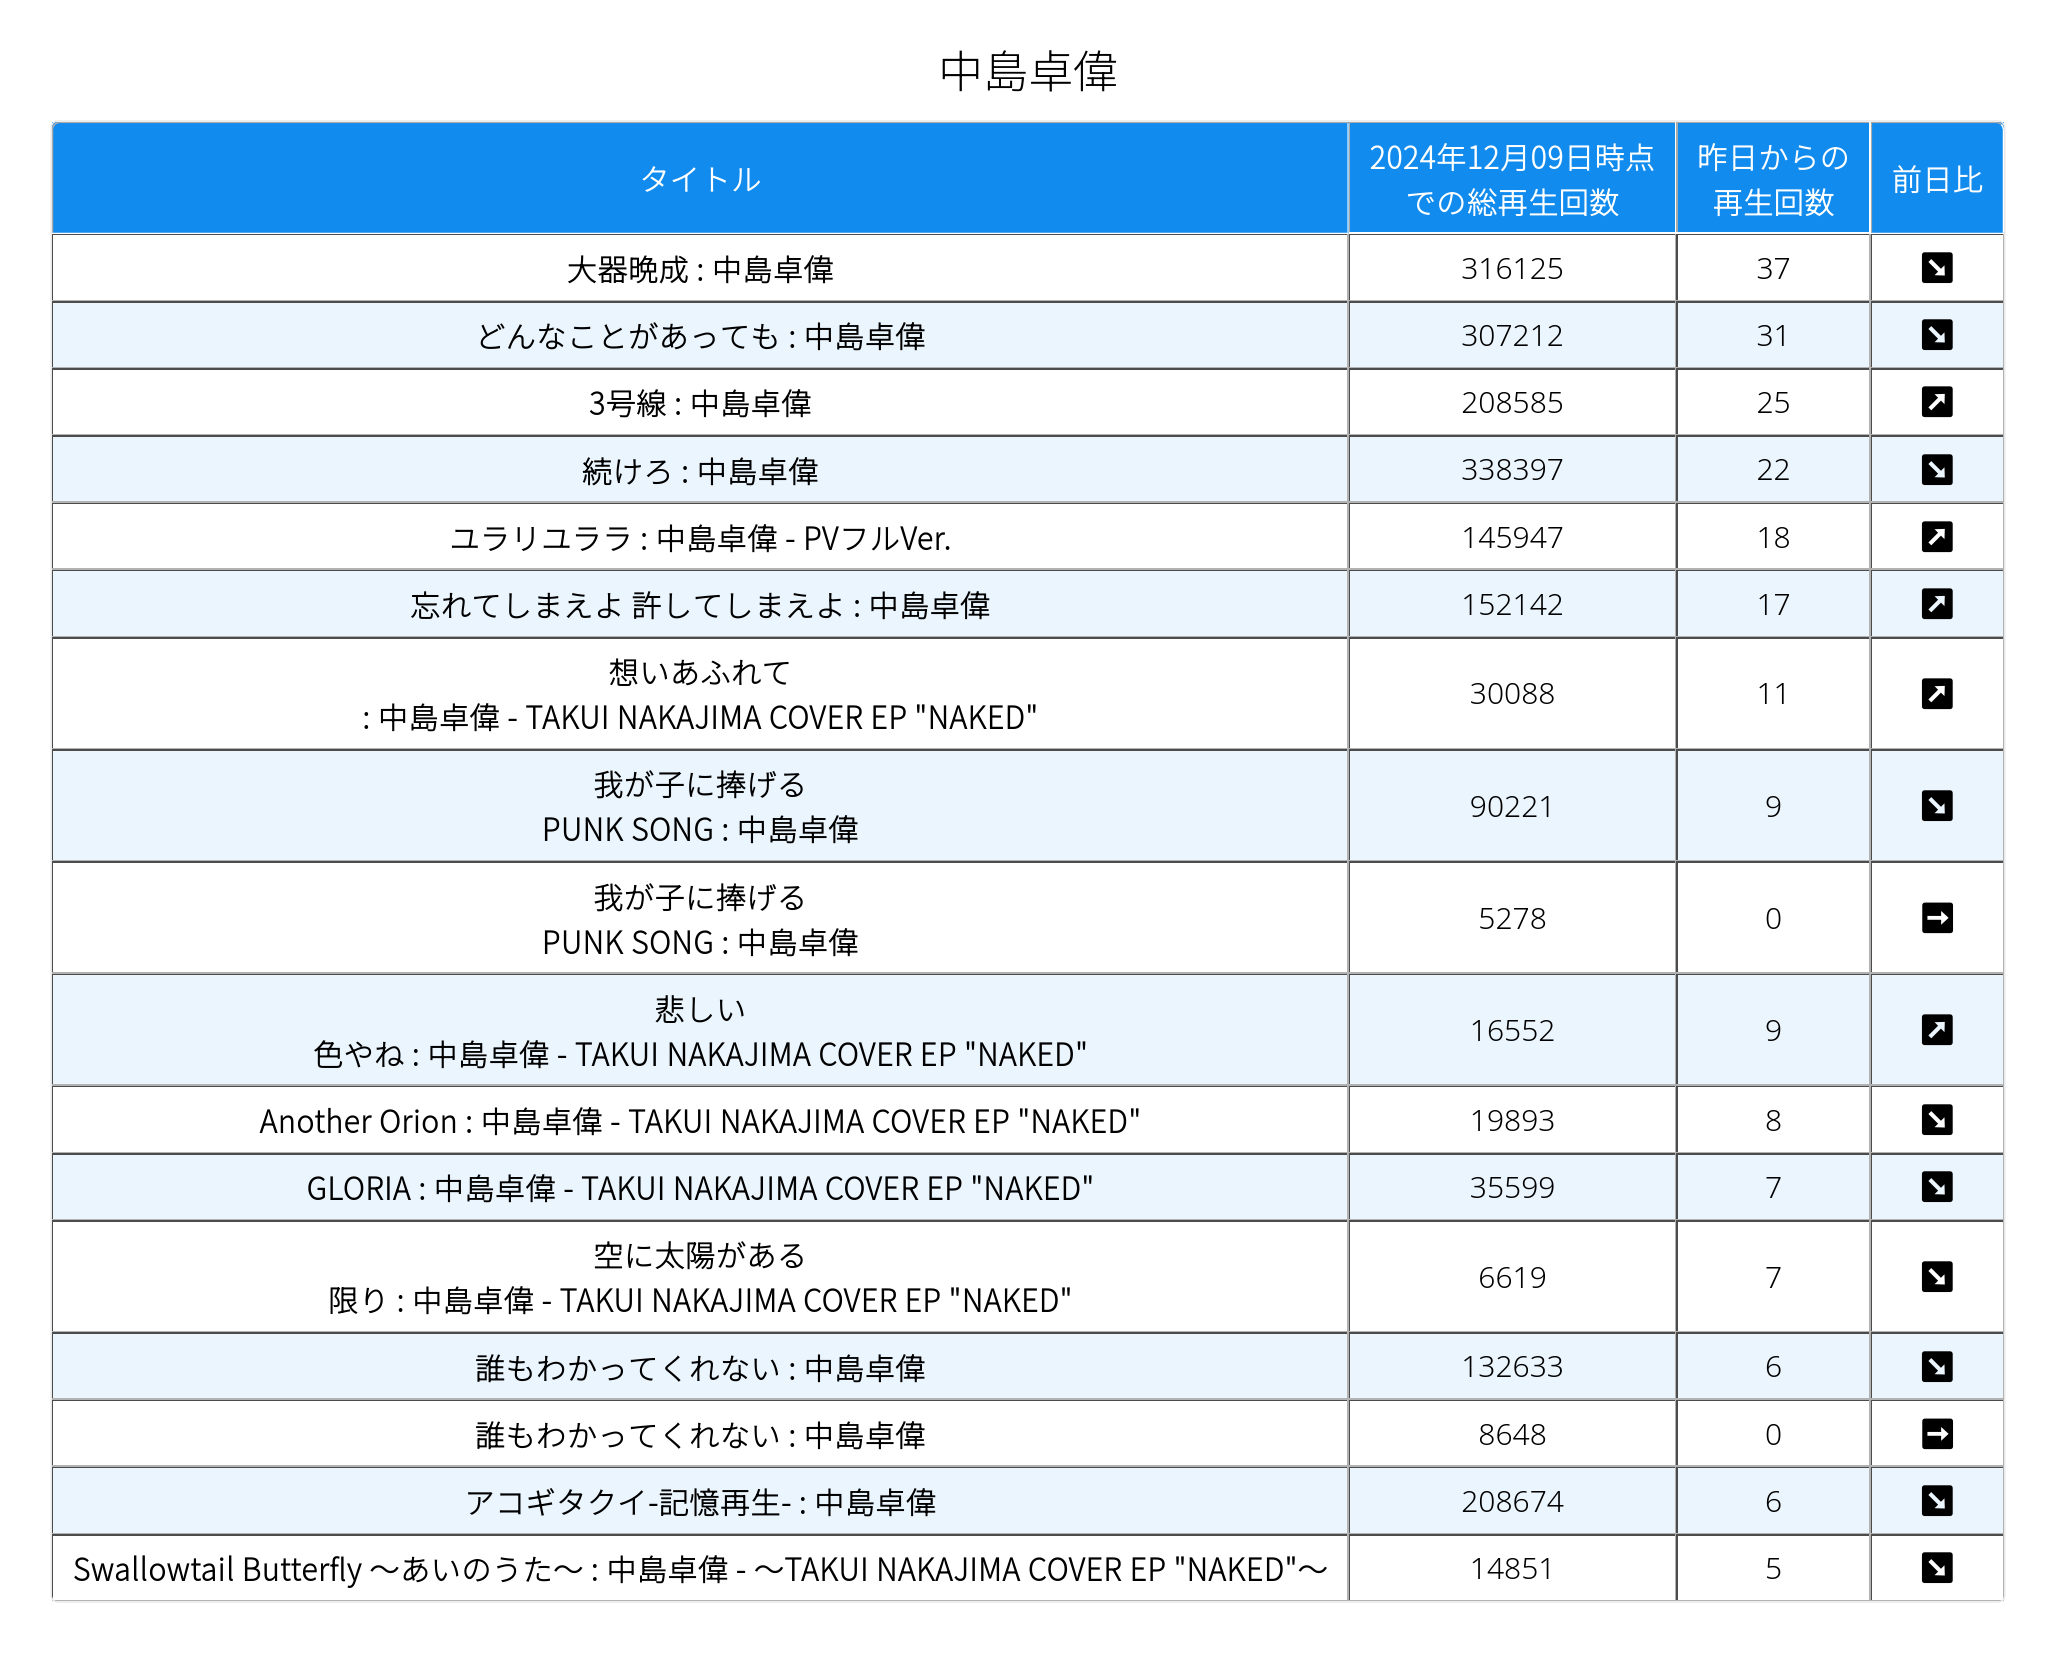 中島卓偉
タイトル
2024年12月09日時点
での総再生回数
昨日からの
再生回数
前日比
大器晩成 : 中島卓偉 316125 37 ↘
どんなことがあっても : 中島卓偉 307212 31 ↘
3号線 : 中島卓偉 208585 25 ↗
続けろ : 中島卓偉 338397 22 ↘
ユラリユララ : 中島卓偉 - PVフルVer. 145947 18 ↗
忘れてしまえよ 許してしまえよ : 中島卓偉 152142 17 ↗
想いあふれて
: 中島卓偉 - TAKUI NAKAJIMA COVER EP "NAKED" 30088 11 ↗
我が子に捧げる
PUNK SONG : 中島卓偉 90221 9 ↘
我が子に捧げる
PUNK SONG : 中島卓偉 5278 0 →
悲しい
色やね : 中島卓偉 - TAKUI NAKAJIMA COVER EP "NAKED" 16552 9 ↗
Another Orion : 中島卓偉 - TAKUI NAKAJIMA COVER EP "NAKED" 19893 8 ↘
GLORIA : 中島卓偉 - TAKUI NAKAJIMA COVER EP "NAKED" 35599 7 ↘
空に太陽がある
限り : 中島卓偉 - TAKUI NAKAJIMA COVER EP "NAKED" 6619 7 ↘
誰もわかってくれない : 中島卓偉 132633 6 ↘
誰もわかってくれない : 中島卓偉 8648 0 →
アコギタクイ-記憶再生- : 中島卓偉 208674 6 ↘
Swallowtail Butterfly ～あいのうた～ : 中島卓偉 - ～TAKUI NAKAJIMA COVER EP "NAKED"～ 14851 5 ↘